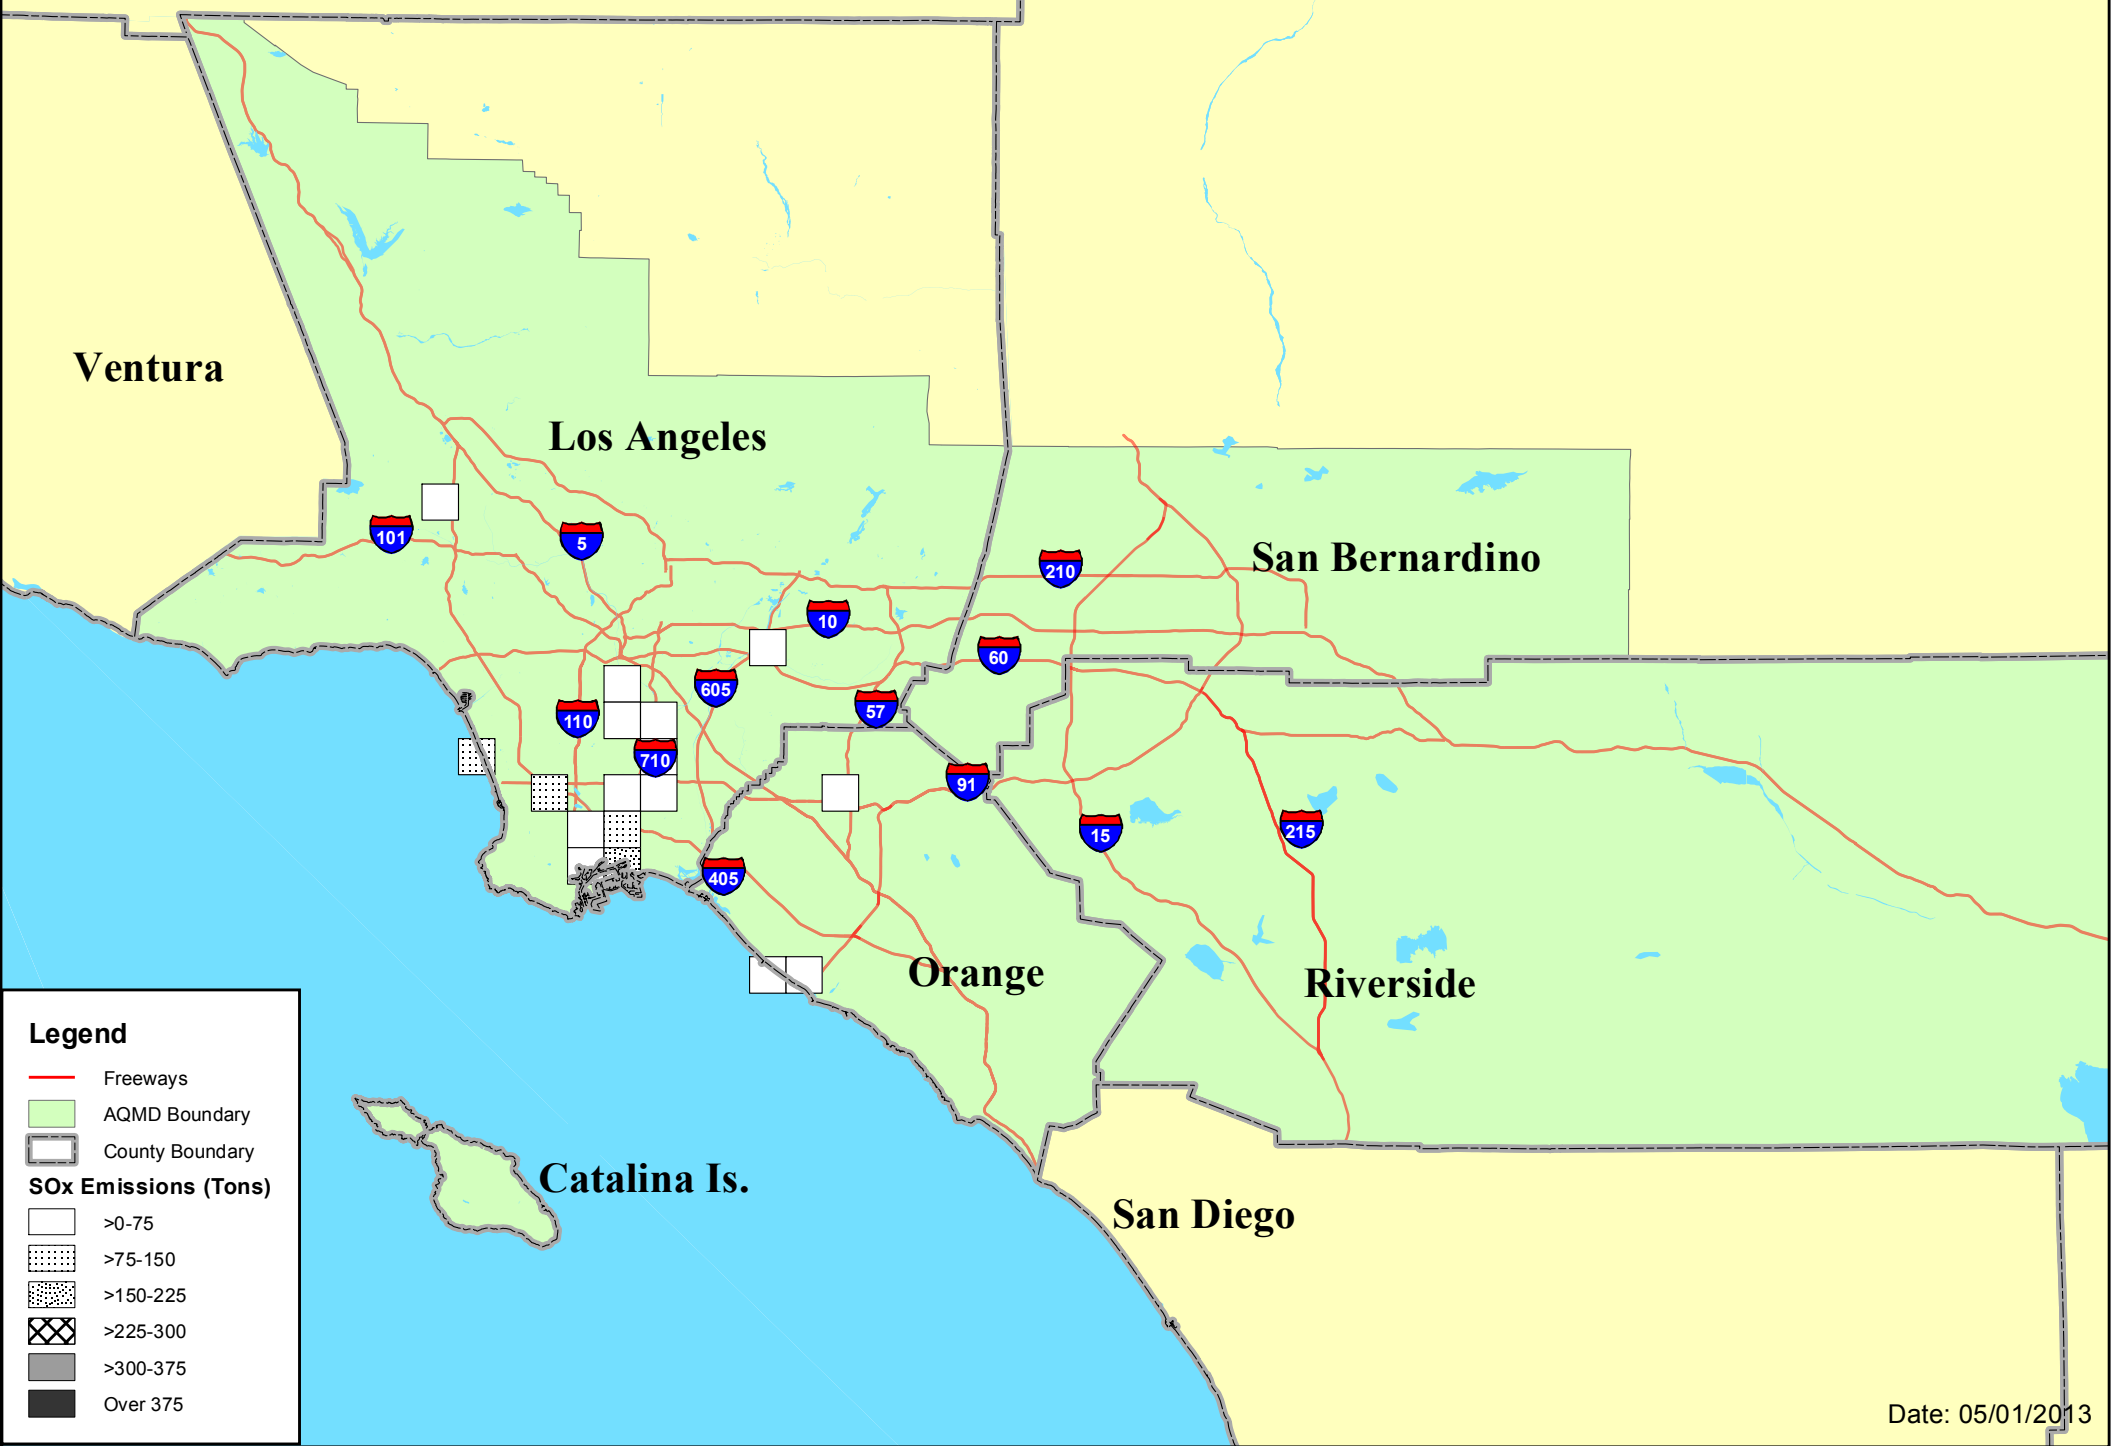 Ventura
Los Angeles
101
5
210
San Bernardino
10
60
605
57
110
710
91
15
215
405
Orange
Riverside
Catalina Is.
San Diego
Legend
Freeways
AQMD Boundary
County Boundary
SOx Emissions (Tons)
>0-75
>75-150
>150-225
>225-300
>300-375
Over 375
Date: 05/01/2013